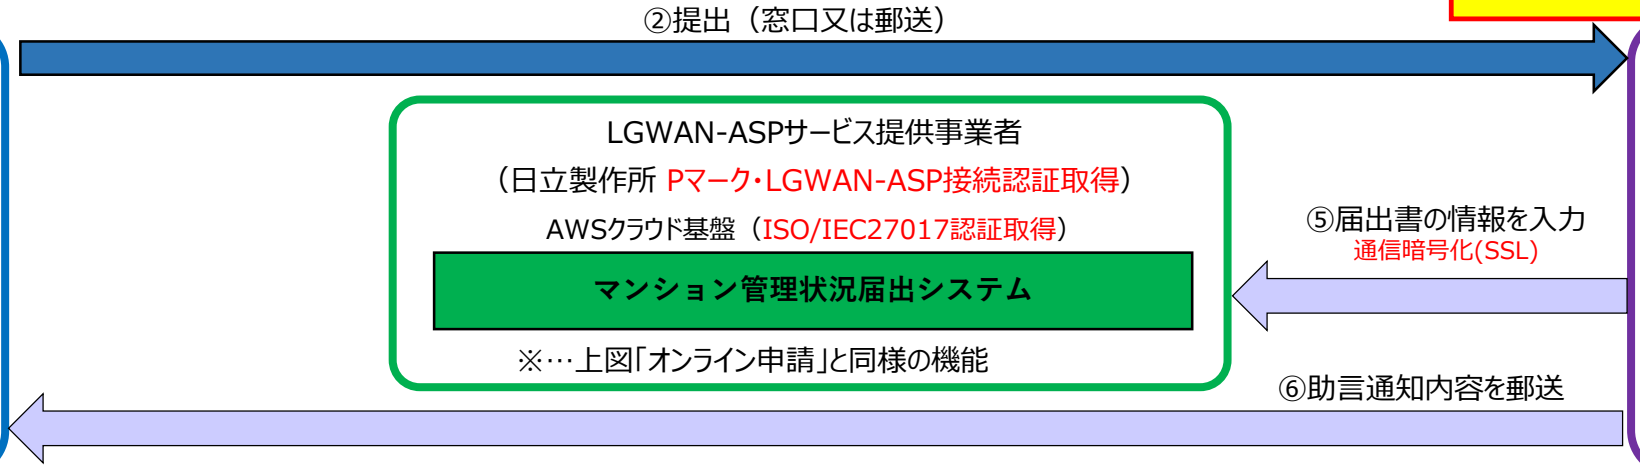 ②提出（窓口又は郵送）
LGWAN-ASPサービス提供事業者
（日立製作所 Pマーク・LGWAN-ASP接続認証取得）
AWSクラウド基盤（ISO/IEC27017認証取得）
マンション管理状況届出システム
※…上図「オンライン申請」と同様の機能
⑤届出書の情報を入力
通信暗号化(SSL)
⑥助言通知内容を郵送